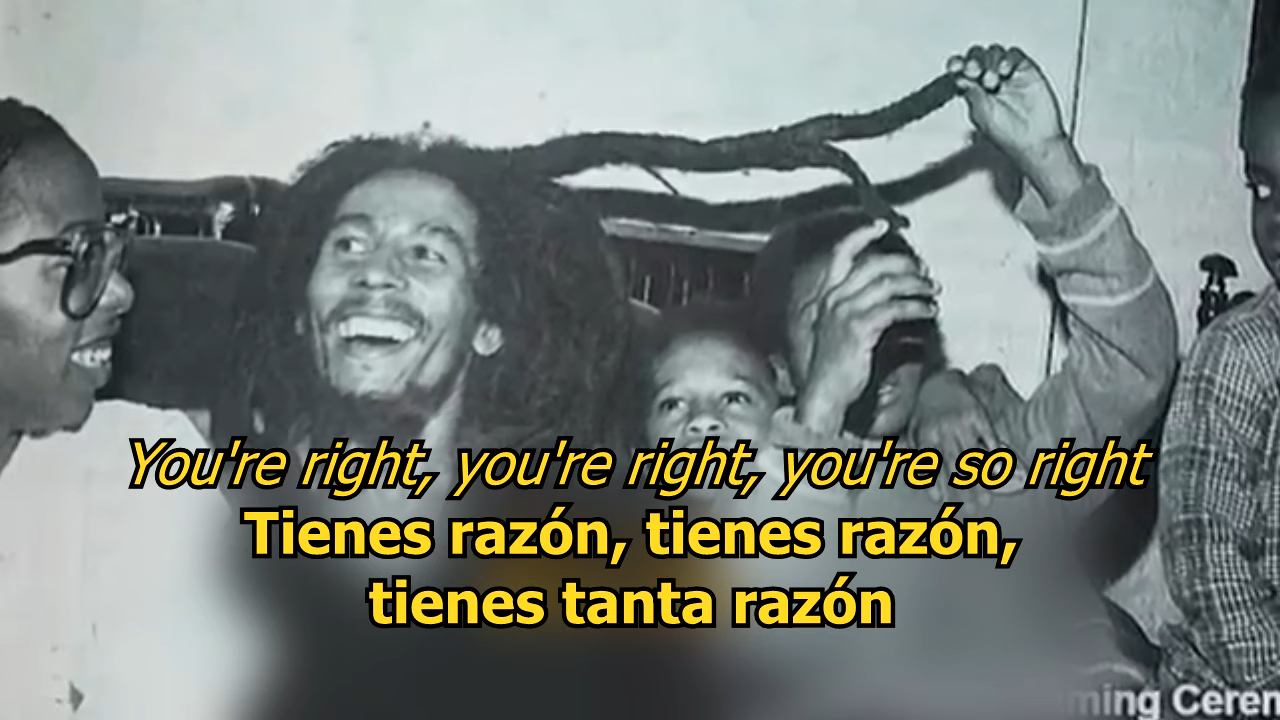 You're right, you're right, you're so right
Tienes razón, tienes razón,
tienes tanta razón